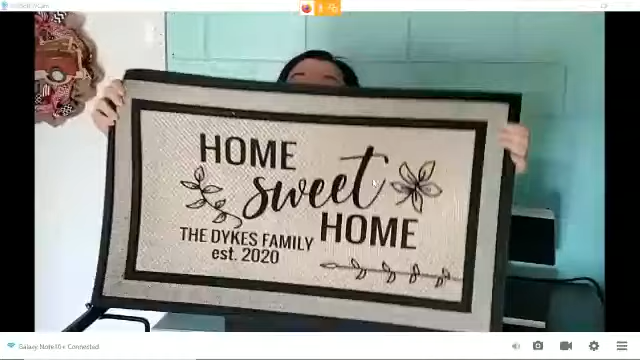 HOME
sweet
HOME
THE DYKES FAMILY
est. 2020
Galaxy Note10+ Connected